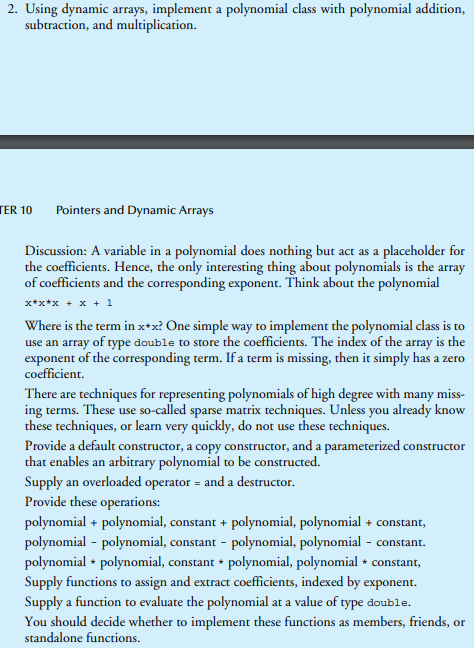 2. Using dynamic arrays, implement a polynomial class with polynomial addition,
subtraction, and multiplication.
TER 10 Pointers and Dynamic Arrays
Discussion: A variable in a polynomial does nothing but act as a placeholder for
the coefficients. Hence, the only interesting thing about polynomials is the array
of coefficients and the corresponding exponent. Think about the polynomial
x*x*x + x + 1
Where is the term in x*x? One simple way to implement the polynomial class is to
use an array of type double to store the coefficients. The index of the array is the
exponent of the corresponding term. If a term is missing, then it simply has a zero
coefficient.
There are techniques for representing polynomials of high degree with many miss-
ing terms. These use so-called sparse matrix techniques. Unless you already know
these techniques, or learn very quickly, do not use these techniques.
Provide a default constructor, a copy constructor, and a parameterized constructor
that enables an arbitrary polynomial to be constructed.
Supply an overloaded operator = and a destructor.
Provide these operations:
polynomial + polynomial, constant + polynomial, polynomial + constant,
polynomial - polynomial, constant - polynomial, polynomial - constant.
polynomial * polynomial, constant * polynomial, polynomial * constant,
Supply functions to assign and extract coefficients, indexed by exponent.
Supply a function to evaluate the polynomial at a value of type double.
You should decide whether to implement these functions as members, friends, or
standalone functions.